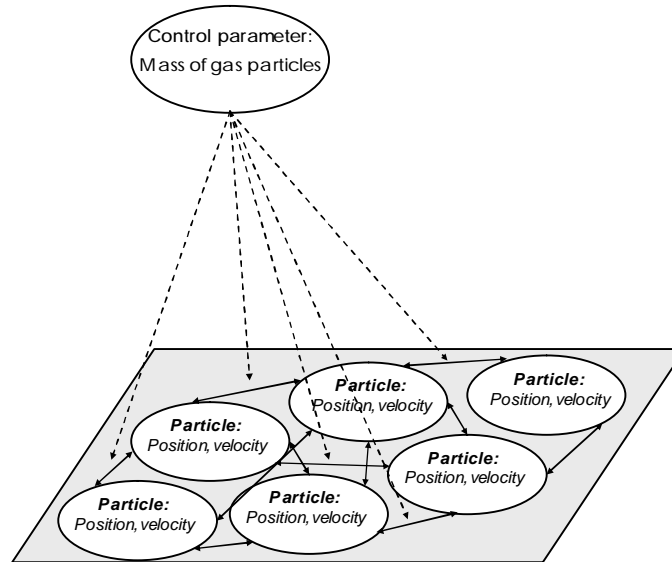 Control parameter:
Mass of gas particles
Particle:
Position, velocity
Particle:
Position, velocity
Particle:
Position, velocity
Particle:
Position, velocity
Particle:
Position, velocity
Particle:
Position, velocity